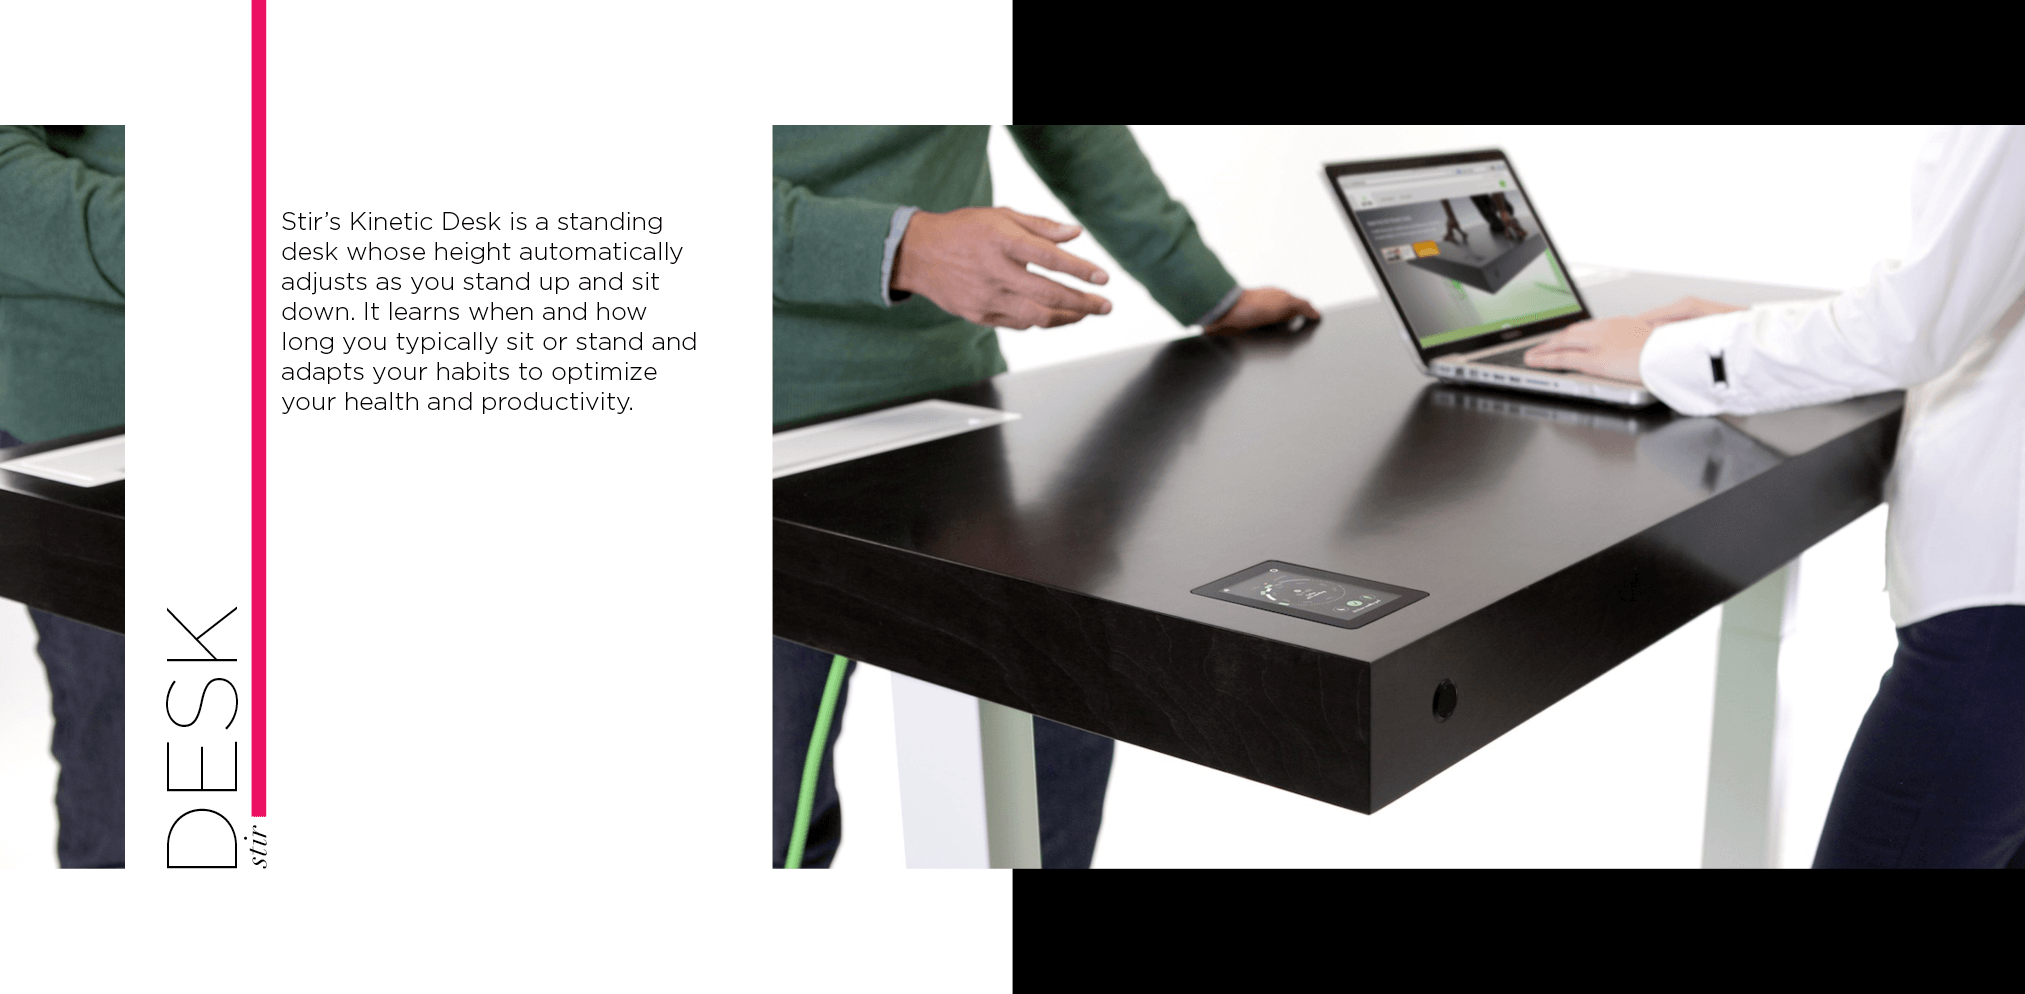 Stir’s Kinetic Desk is a standing
desk whose height automatically
adjusts as you stand up and sit
down. It learns when and how
long you typically sit or stand and
adapts your habits to optimize
your health and productivity.
DESK
stir